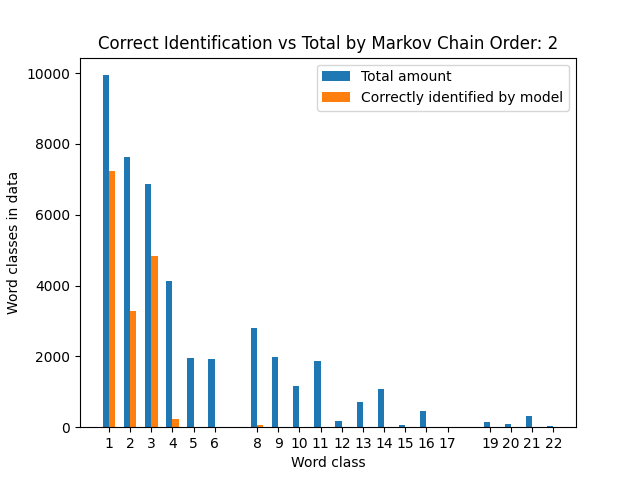 Correct Identification vs Total by Markov Chain Order: 2
Total amount
Correctly identified by model
10000
8000
6000
4000
2000
0
Word classes in data
1 2 3 4 5 6 8 9 10 11 12 13 14 15 16 17 19 20 21 22
Word class